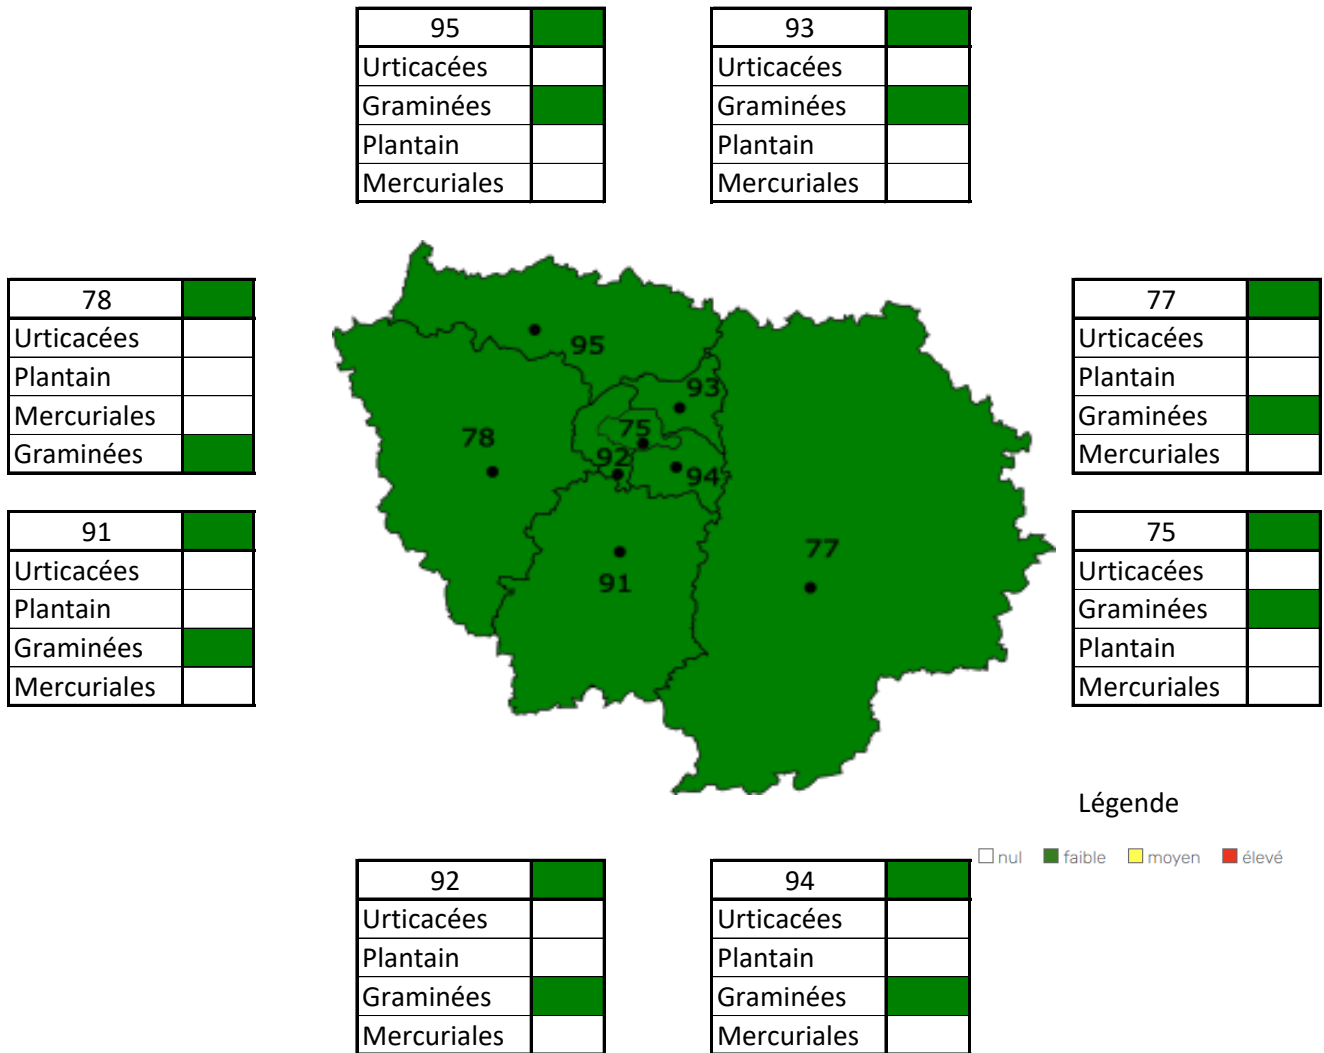 95
Urticacées
Graminées
Plantain
Mercuriales
93
Urticacées
Graminées
Plantain
Mercuriales
78
Urticacées
Plantain
Mercuriales
Graminées
91
Urticacées
Plantain
Graminées
Mercuriales
95
93
75
78
92
94
77
91
77
Urticacées
Plantain
Graminées
Mercuriales
75
Urticacées
Graminées
Plantain
Mercuriales
Légende
nul faible moyen élevé
92
Urticacées
Plantain
Graminées
Mercuriales
94
Urticacées
Plantain
Graminées
Mercuriales